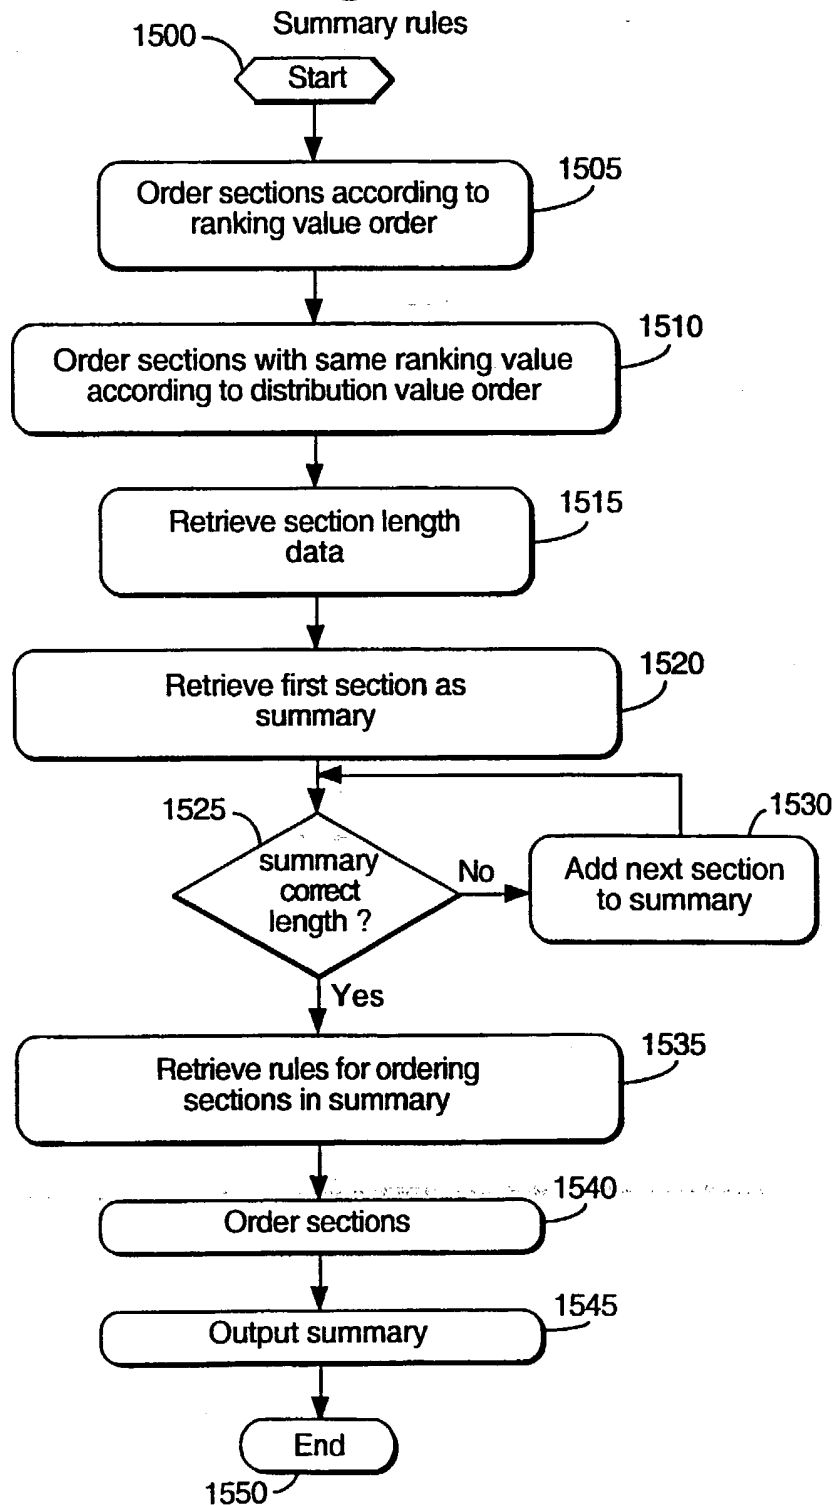 Summary rules
1500
Start
1505
Order sections according to
ranking value order
1510
Order sections with same ranking value
according to distribution value order
1515
Retrieve section length
data
1520
Retrieve first section as
summary
1525
summary
correct
length ?
No
1530
Add next section
to summary
Yes
1535
Retrieve rules for ordering
sections in summary
1540
Order sections
1545
Output summary
End
1550